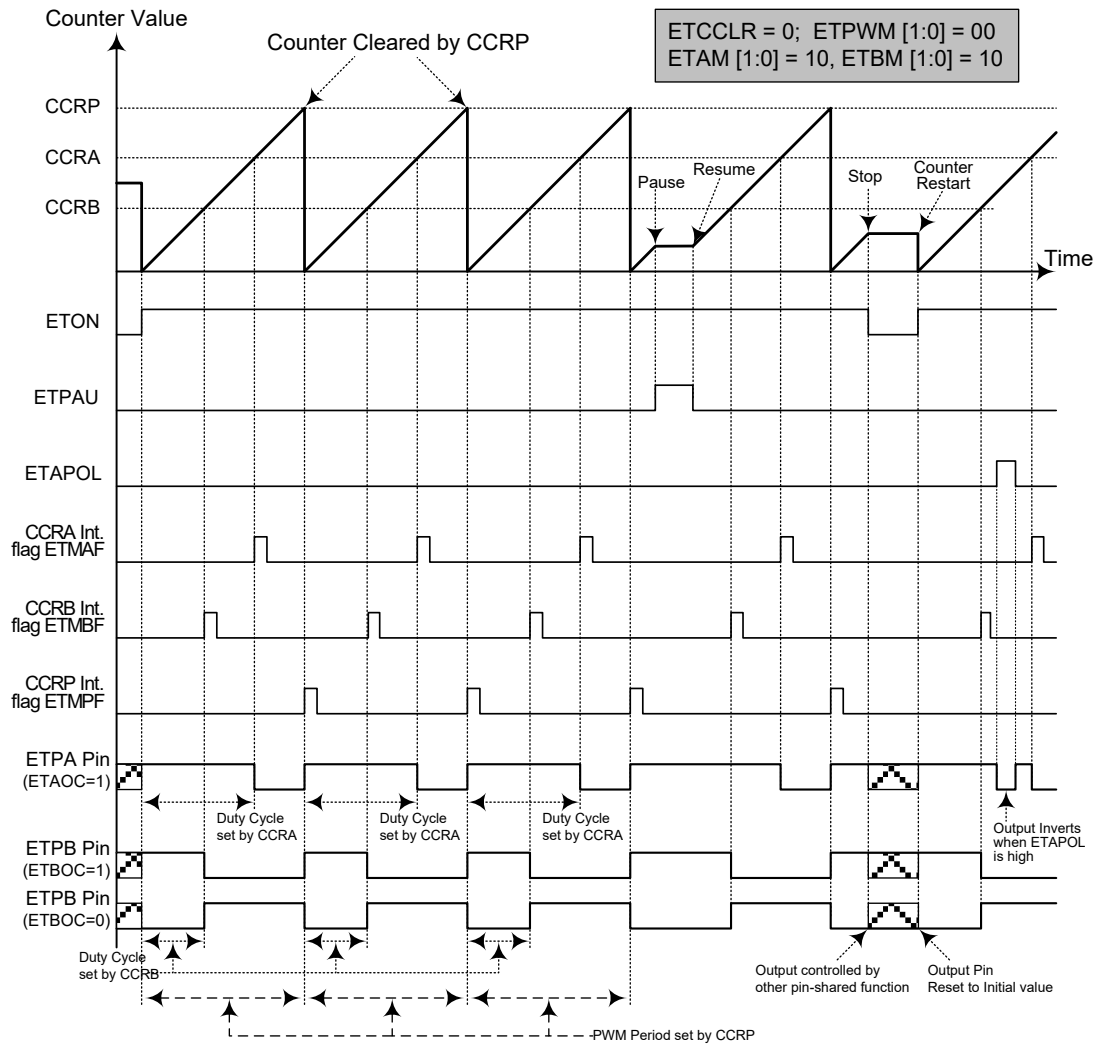 Counter Value
ETCCLR = 0; ETPWM [1:0] = 00
ETAM [1:0] = 10, ETBM [1:0] = 10
Counter Cleared by CCRP
CCRP
CCRA
CCRB
Pause
Resume
Stop
Counter
Restart
Time
ETON
ETPAU
ETAPOL
CCRA Int.
flag ETMAF
CCRB Int.
flag ETMBF
CCRP Int.
flag ETMPF
ETPA Pin
(ETAOC=1)
Duty Cycle
set by CCRA
Duty Cycle
set by CCRA
Duty Cycle
set by CCRA
Output Inverts
when ETAPOL
is high
ETPB Pin
(ETBOC=1)
ETPB Pin
(ETBOC=0)
Duty Cycle
set by CCRB
Output controlled by
other pin-shared function
Output Pin
Reset to Initial value
PWM Period set by CCRP